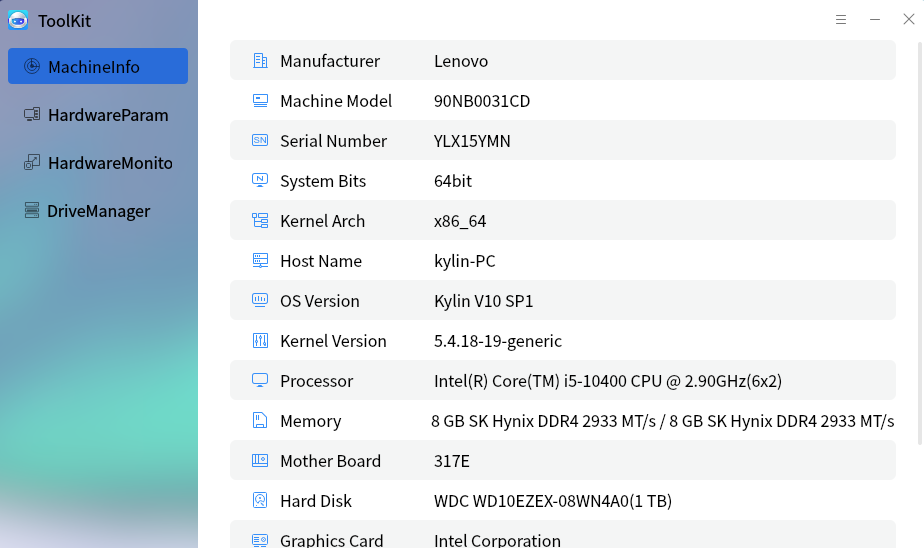 ToolKit
MachineInfo
HardwareParam
HardwareMonito
DriveManager
Manufacturer Lenovo
Machine Model 90NB0031CD
SN Serial Number YLX15YMN
N System Bits 64bit
Kernel Arch x86_64
Host Name kylin-PC
OS Version Kylin V10 SP1
Kernel Version 5.4.18-19-generic
Processor Intel(R) Core(TM) i5-10400 CPU @ 2.90GHz(6x2)
Memory 8 GB SK Hynix DDR4 2933 MT/s / 8 GB SK Hynix DDR4 2933 MT/s
Mother Board 317E
Hard Disk WDC WD10EZEX-08WN4A0(1 TB)
Graphics Card Intel Corporation